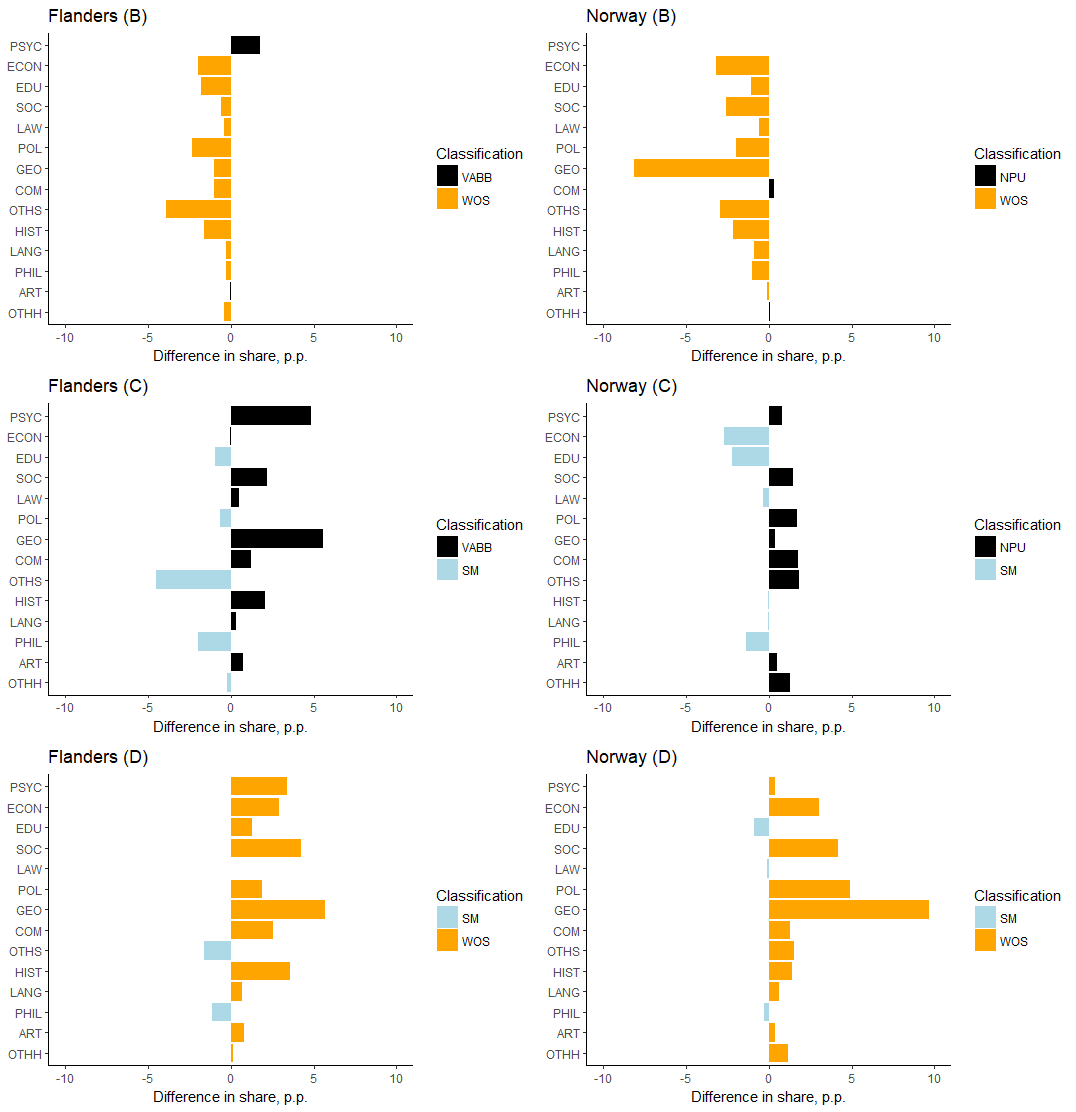 Flanders (B)
PSYC
ECON
EDU
SOC
LAW
POL
GEO
COM
OTHS
HIST
LANG
PHIL
ART
OTHH
-10 -5 0 5 10
Difference in share, p.p.
Classification
VABB
WOS
Norway (B)
PSYC
ECON
EDU
SOC
LAW
POL
GEO
COM
OTHS
HIST
LANG
PHIL
ART
OTHH
-10 -5 0 5 10
Difference in share, p.p.
Classification
NPU
WOS
Flanders (C)
PSYC
ECON
EDU
SOC
LAW
POL
GEO
COM
OTHS
HIST
LANG
PHIL
ART
OTHH
-10 -5 0 5 10
Difference in share, p.p.
Classification
VABB
SM
Norway (C)
PSYC
ECON
EDU
SOC
LAW
POL
GEO
COM
OTHS
HIST
LANG
PHIL
ART
OTHH
-10 -5 0 5 10
Difference in share, p.p.
Classification
NPU
SM
Flanders (D)
PSYC
ECON
EDU
SOC
LAW
POL
GEO
COM
OTHS
HIST
LANG
PHIL
ART
OTHH
-10 -5 0 5 10
Difference in share, p.p.
Classification
SM
WOS
Norway (D)
PSYC
ECON
EDU
SOC
LAW
POL
GEO
COM
OTHS
HIST
LANG
PHIL
ART
OTHH
-10 -5 0 5 10
Difference in share, p.p.
Classification
SM
WOS